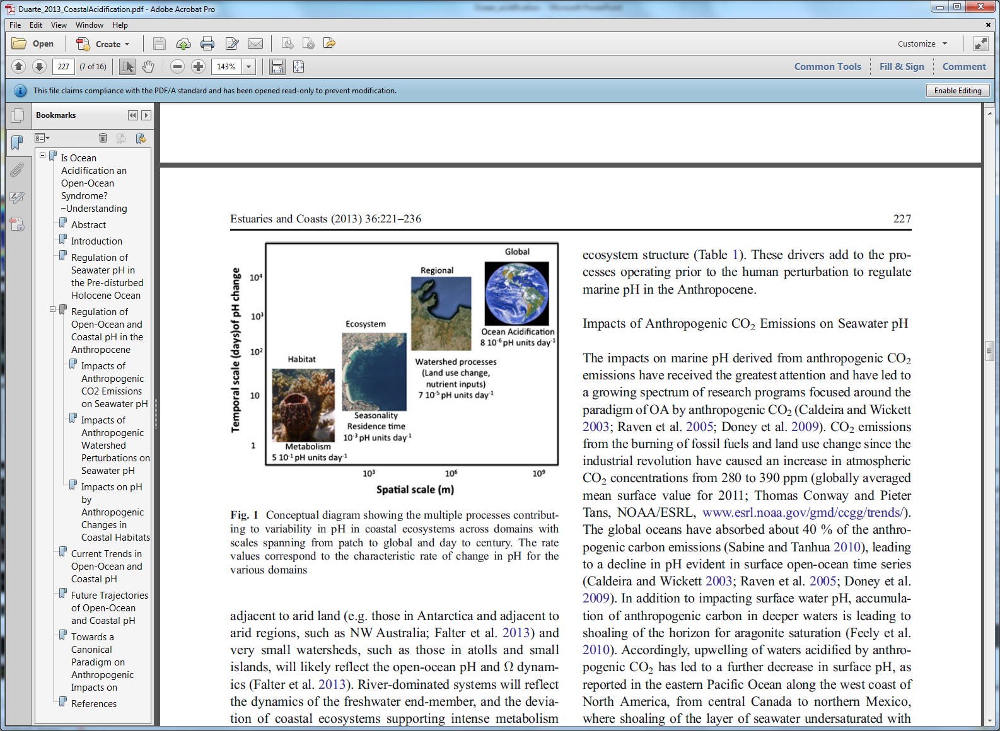 Duarte_2013_CoastalAcidification.pdf - Adobe Acrobat Pro
File Edit View Window Help
Open Create Customize
227 (7 of 16) 143% Common Tools Fill & Sign Comment
This file claims compliance with the PDF/A standard and has been opened read-only to prevent modification. Enable Editing
Bookmarks
Is Ocean
Acidification an
Open-Ocean
Syndrome?
−Understanding
Abstract
Introduction
Regulation of
Seawater pH in
the Pre-disturbed
Holocene Ocean
Regulation of
Open-Ocean and
Coastal pH in the
Anthropocene
Impacts of
Anthropogenic
CO2 Emissions
on Seawater pH
Impacts of
Anthropogenic
Watershed
Perturbations on
Seawater pH
Impacts on pH
by
Anthropogenic
Changes in
Coastal Habitats
Current Trends in
Open-Ocean and
Coastal pH
Future Trajectories
of Open-Ocean
and Coastal pH
Towards a
Canonical
Paradigm on
Anthropogenic
Impacts on
References
Estuaries and Coasts (2013) 36:221–236 227
Temporal scale (days)of pH change
10⁴
10³
10²
10
1
Global
Ocean Acidification
8 10⁻⁶ pH units day⁻¹
Regional
Watershed processes
(Land use change,
nutrient inputs)
7 10⁻⁵ pH units day⁻¹
Ecosystem
Seasonality
Residence time
10⁻³ pH units day⁻¹
Habitat
Metabolism
5 10⁻¹ pH units day⁻¹
10³ 10⁶ 10⁹
Spatial scale (m)
Fig. 1 Conceptual diagram showing the multiple processes contribut-
ing to variability in pH in coastal ecosystems across domains with
scales spanning from patch to global and day to century. The rate
values correspond to the characteristic rate of change in pH for the
various domains
adjacent to arid land (e.g. those in Antarctica and adjacent to
arid regions, such as NW Australia; Falter et al. 2013) and
very small watersheds, such as those in atolls and small
islands, will likely reflect the open-ocean pH and Ω dynam-
ics (Falter et al. 2013). River-dominated systems will reflect
the dynamics of the freshwater end-member, and the devia-
tion of coastal ecosystems supporting intense metabolism
ecosystem structure (Table 1). These drivers add to the pro-
cesses operating prior to the human perturbation to regulate
marine pH in the Anthropocene.
Impacts of Anthropogenic CO₂ Emissions on Seawater pH
The impacts on marine pH derived from anthropogenic CO₂
emissions have received the greatest attention and have led to
a growing spectrum of research programs focused around the
paradigm of OA by anthropogenic CO₂ (Caldeira and Wickett
2003; Raven et al. 2005; Doney et al. 2009). CO₂ emissions
from the burning of fossil fuels and land use change since the
industrial revolution have caused an increase in atmospheric
CO₂ concentrations from 280 to 390 ppm (globally averaged
mean surface value for 2011; Thomas Conway and Pieter
Tans, NOAA/ESRL, www.esrl.noaa.gov/gmd/ccgg/trends/).
The global oceans have absorbed about 40 % of the anthro-
pogenic carbon emissions (Sabine and Tanhua 2010), leading
to a decline in pH evident in surface open-ocean time series
(Caldeira and Wickett 2003; Raven et al. 2005; Doney et al.
2009). In addition to impacting surface water pH, accumula-
tion of anthropogenic carbon in deeper waters is leading to
shoaling of the horizon for aragonite saturation (Feely et al.
2010). Accordingly, upwelling of waters acidified by anthro-
pogenic CO₂ has led to a further decrease in surface pH, as
reported in the eastern Pacific Ocean along the west coast of
North America, from central Canada to northern Mexico,
where shoaling of the layer of seawater undersaturated with